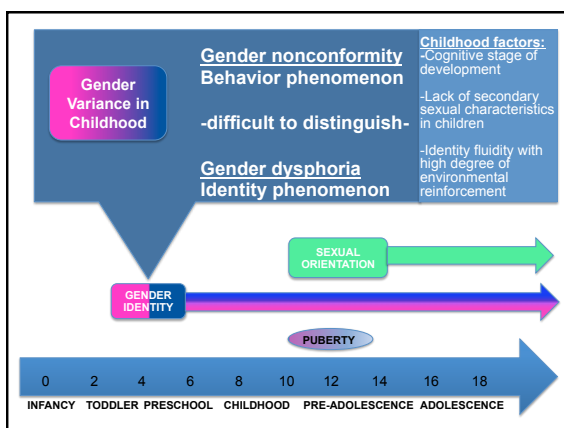 Gender
Variance in
Childhood
Gender nonconformity
Behavior phenomenon
-difficult to distinguish-
Gender dysphoria
Identity phenomenon
Childhood factors:
-Cognitive stage of
development
-Lack of secondary
sexual characteristics
in children
-Identity fluidity with
high degree of
environmental
reinforcement
SEXUAL
ORIENTATION
GENDER
IDENTITY
PUBERTY
0 2 4 6 8 10 12 14 16 18
INFANCY TODDLER PRESCHOOL CHILDHOOD PRE-ADOLESCENCE ADOLESCENCE